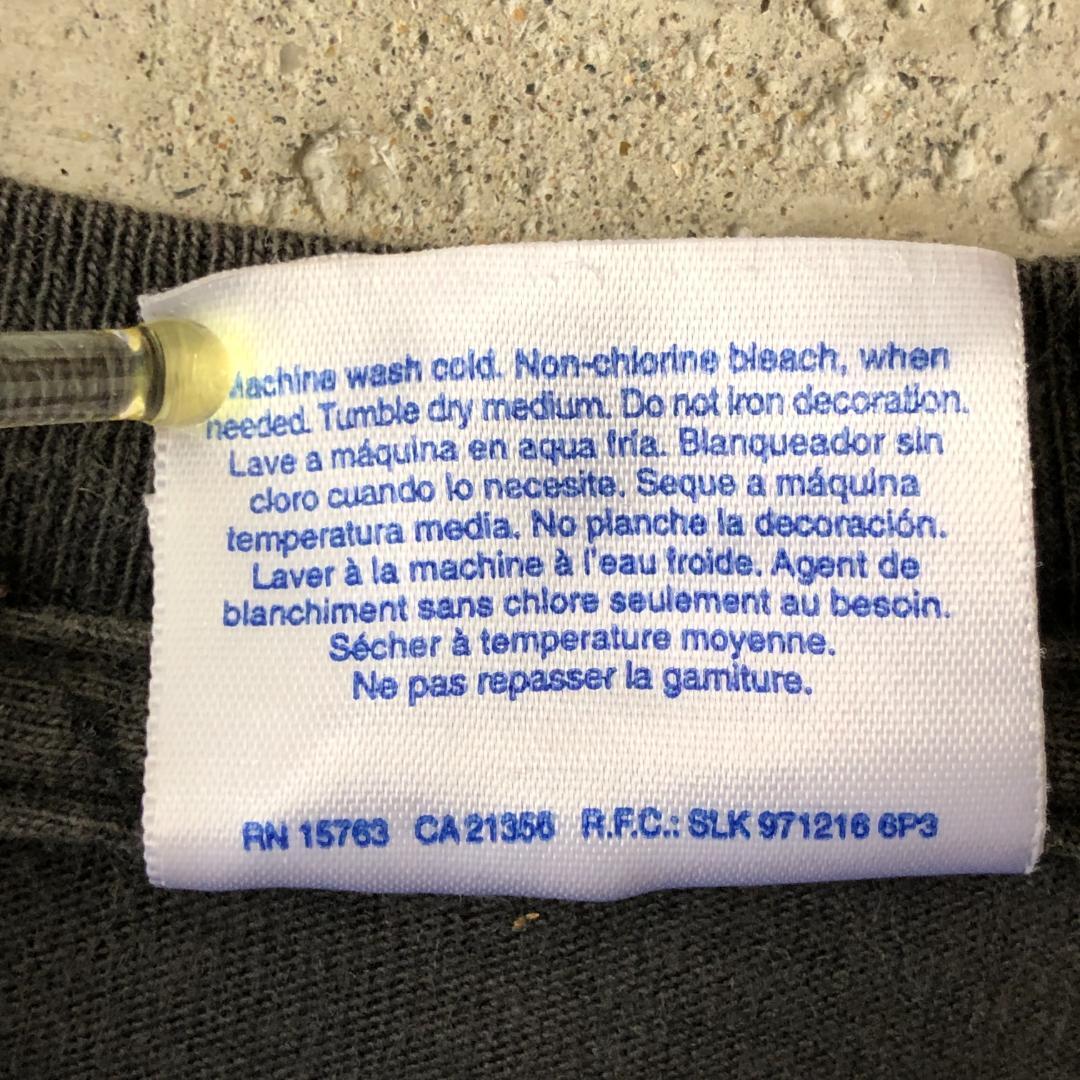 Machine wash cold. Non-chlorine bleach, when
needed. Tumble dry medium. Do not iron decoration.
Lave a máquina en aqua fría. Blanqueador sin
cloro cuando lo necesite. Seque a máquina
temperatura media. No planche la decoración.
Laver à la machine à l'eau froide. Agent de
blanchiment sans chlore seulement au besoin.
Sécher à temperature moyenne.
Ne pas repasser la garniture.
RN 15763 CA 21356 R.F.C.: SLK 971216 6P3